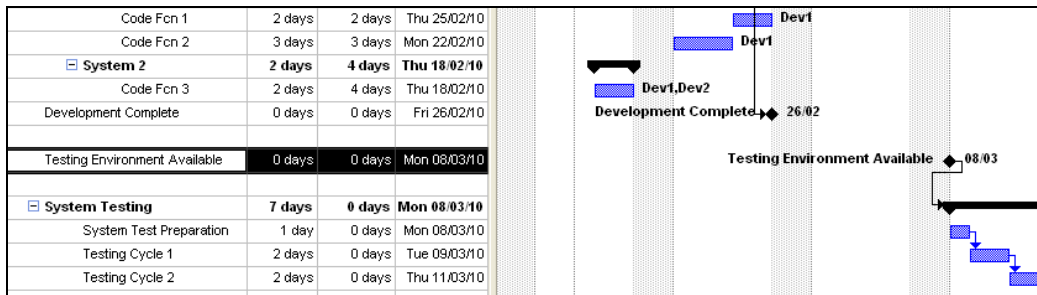 Code Fcn 1 2 days 2 days Thu 25/02/10 Dev1
Code Fcn 2 3 days 3 days Mon 22/02/10 Dev1
System 2 2 days 4 days Thu 18/02/10
Code Fcn 3 2 days 4 days Thu 18/02/10 Dev1,Dev2
Development Complete 0 days 0 days Fri 26/02/10 Development Complete 26/02
Testing Environment Available 0 days 0 days Mon 08/03/10 Testing Environment Available 08/03
System Testing 7 days 0 days Mon 08/03/10
System Test Preparation 1 day 0 days Mon 08/03/10
Testing Cycle 1 2 days 0 days Tue 09/03/10
Testing Cycle 2 2 days 0 days Thu 11/03/10